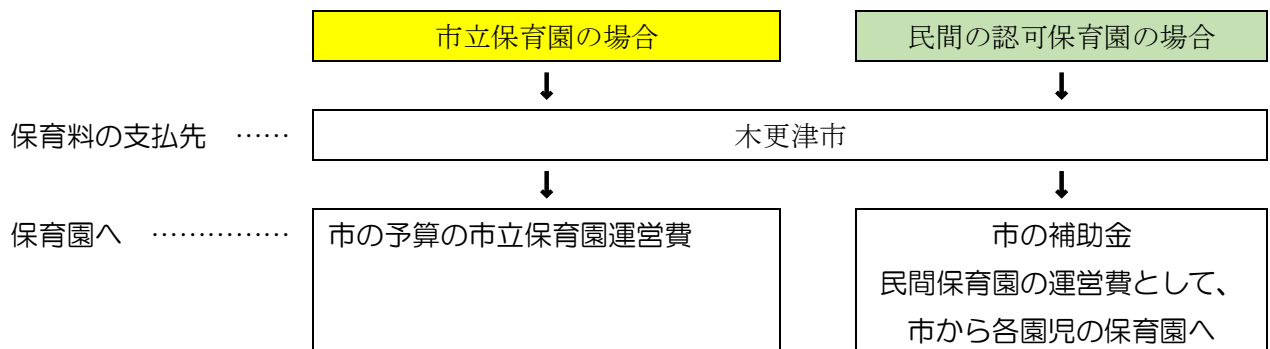 市立保育園の場合
民間の認可保育園の場合
↓
↓
保育料の支払先 ……
木更津市
↓
↓
保育園へ ……………
市の予算の市立保育園運営費
市の補助金
民間保育園の運営費として、
市から各園児の保育園へ